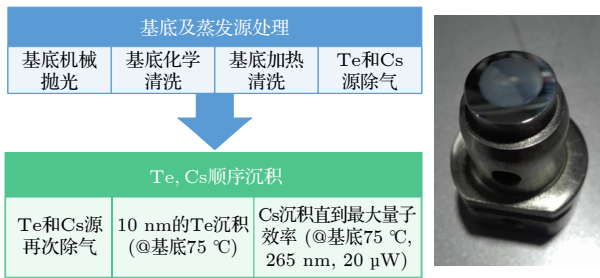 基底及蒸发源处理
基底机械
抛光
基底化学
清洗
基底加热
清洗
Te和Cs
源除气
Te, Cs顺序沉积
Te和Cs源
再次除气
10 nm的Te沉积
(@基底75 ℃)
Cs沉积直到最大量子
效率 (@基底75 ℃,
265 nm, 20 μW)